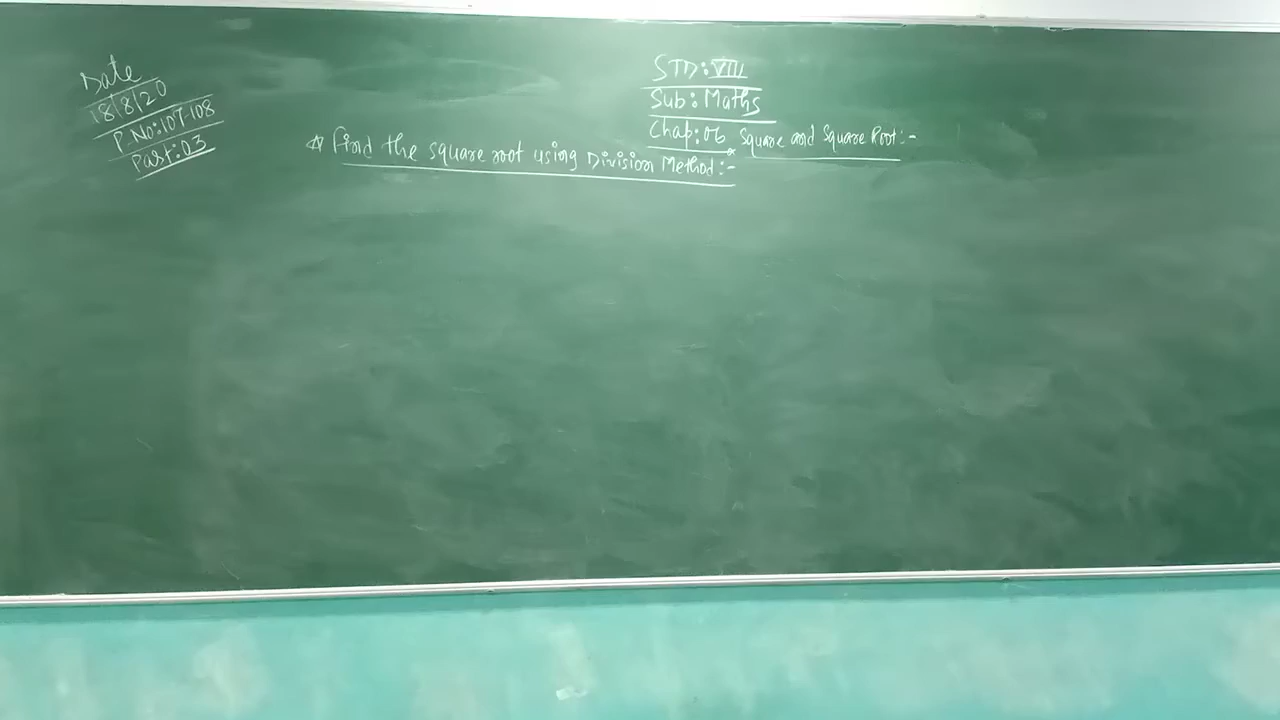 Date
18/8/20
P.No:107-108
Part:03
STD:VIII
Sub: Maths
Chap:06 Square and Square Root:-
☆ Find the square root using Division Method:-